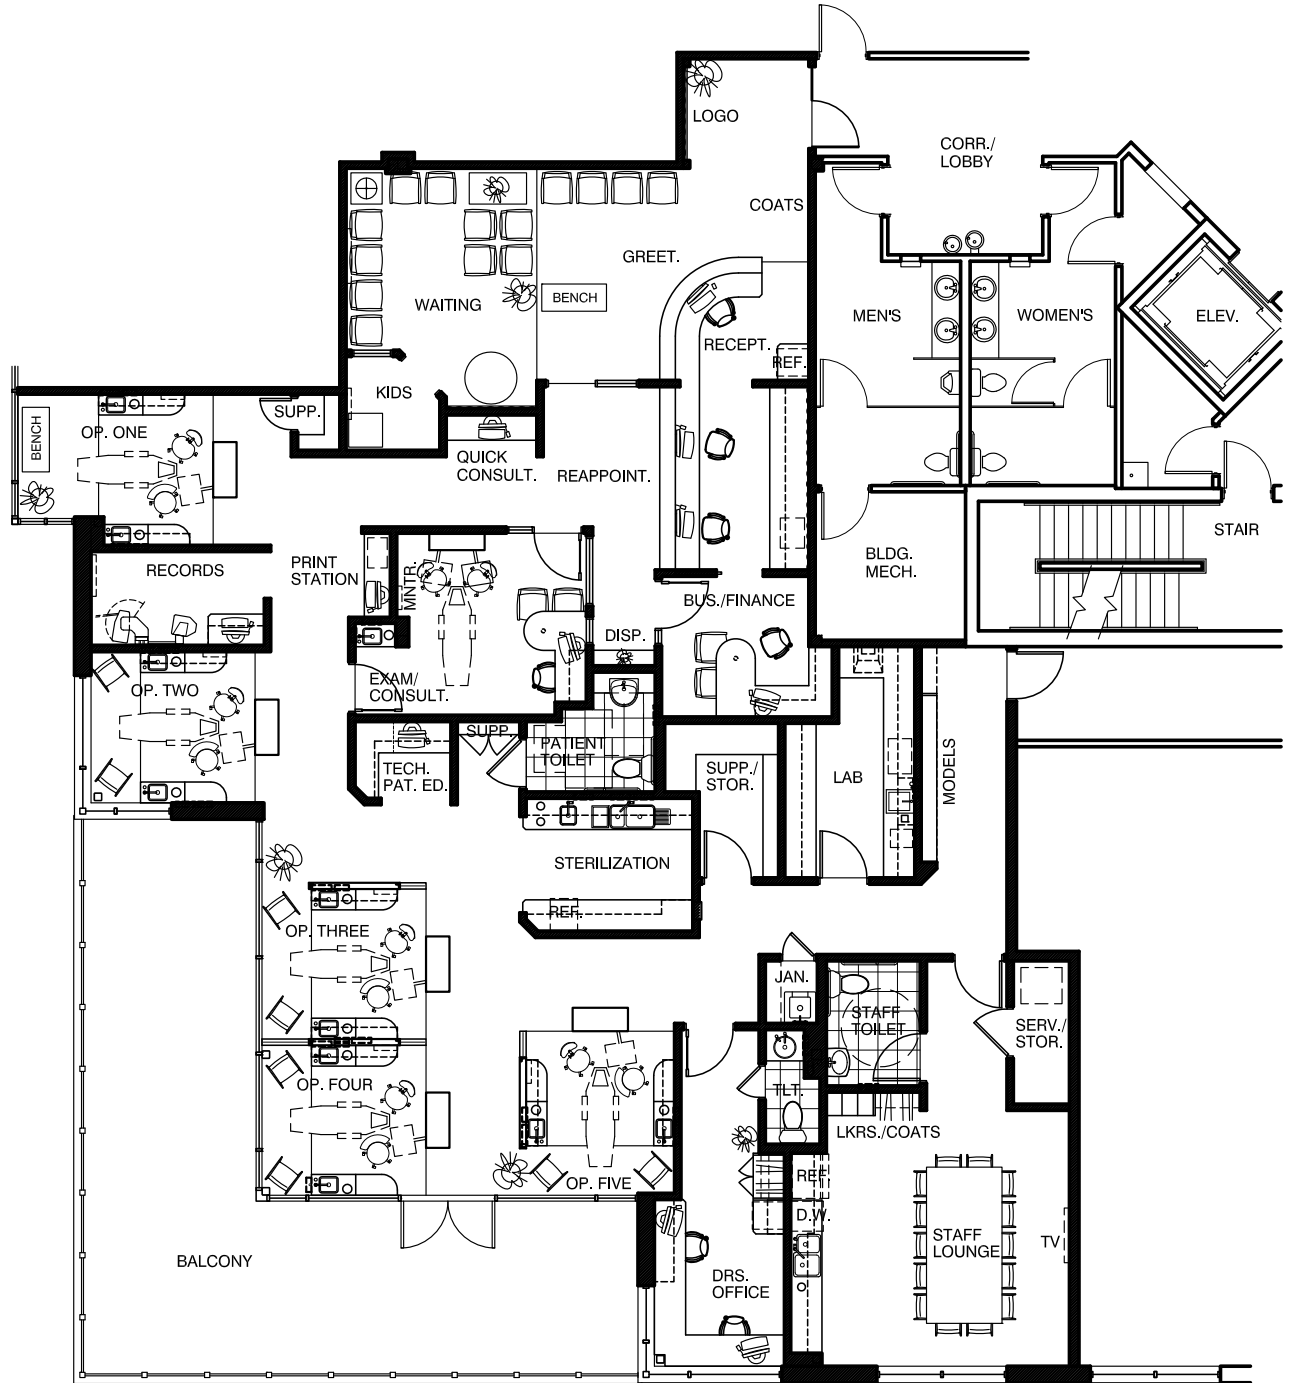 LOGO
CORR./
LOBBY
COATS
GREET.
WAITING
BENCH
MEN'S
WOMEN'S
ELEV.
RECEPT.
REF.
KIDS
SUPP.
OP. ONE
BENCH
QUICK
CONSULT.
REAPPOINT.
STAIR
BLDG.
MECH.
RECORDS
PRINT
STATION
MNTR.
BUS./FINANCE
DISP.
EXAM/
CONSULT.
OP. TWO
SUPP.
PATIENT
TOILET
TECH.
PAT. ED.
SUPP./
STOR.
LAB
MODELS
STERILIZATION
REF.
OP. THREE
JAN.
STAFF
TOILET
SERV./
STOR.
OP. FOUR
TLT.
LKRS./COATS
OP. FIVE
REF.
D.W.
STAFF
LOUNGE
TV
BALCONY
DRS.
OFFICE